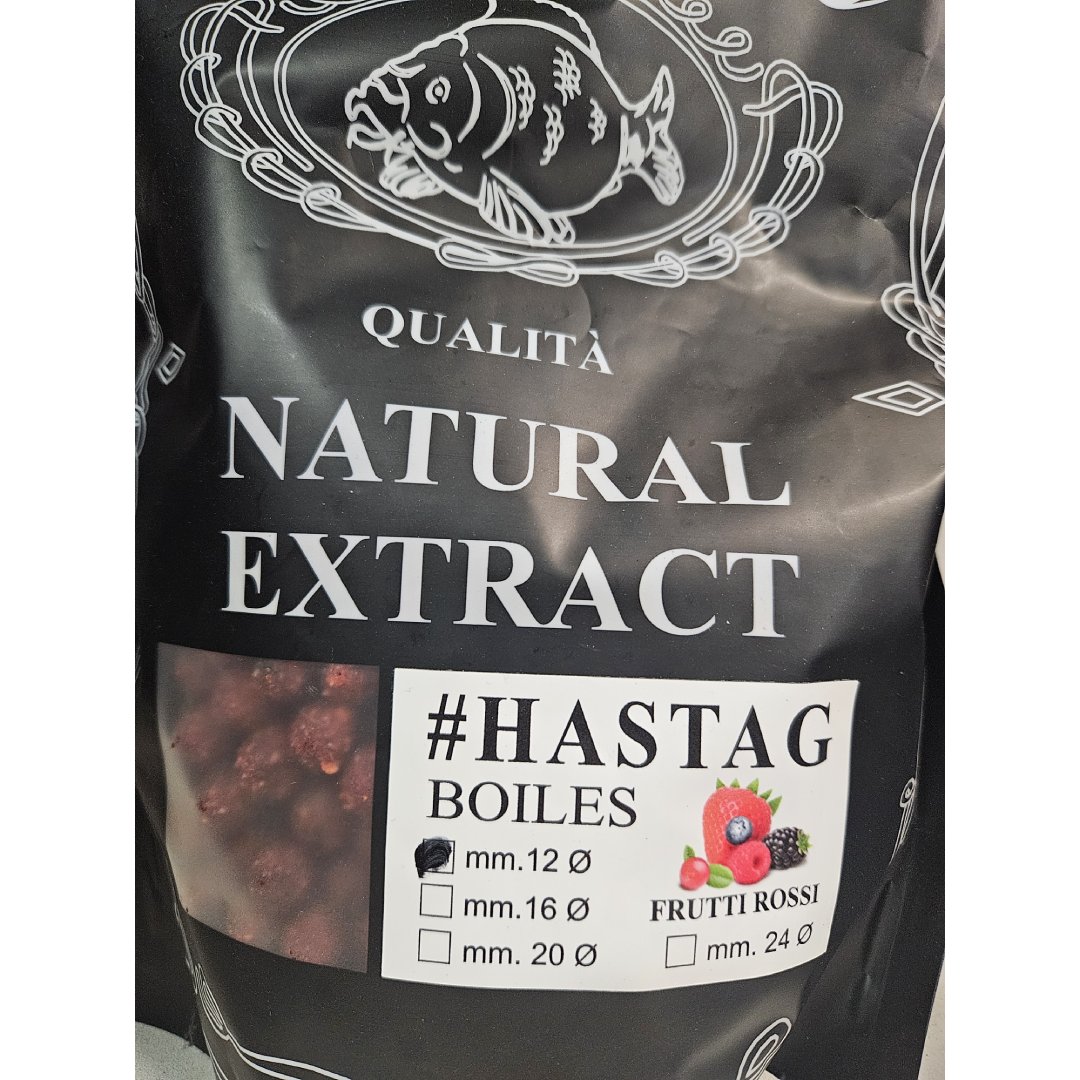 QUALITÀ
NATURAL
EXTRACT
#HASTAG
BOILES
mm.12 Ø
mm.16 Ø
FRUTTI ROSSI
mm. 20 Ø
mm. 24 Ø